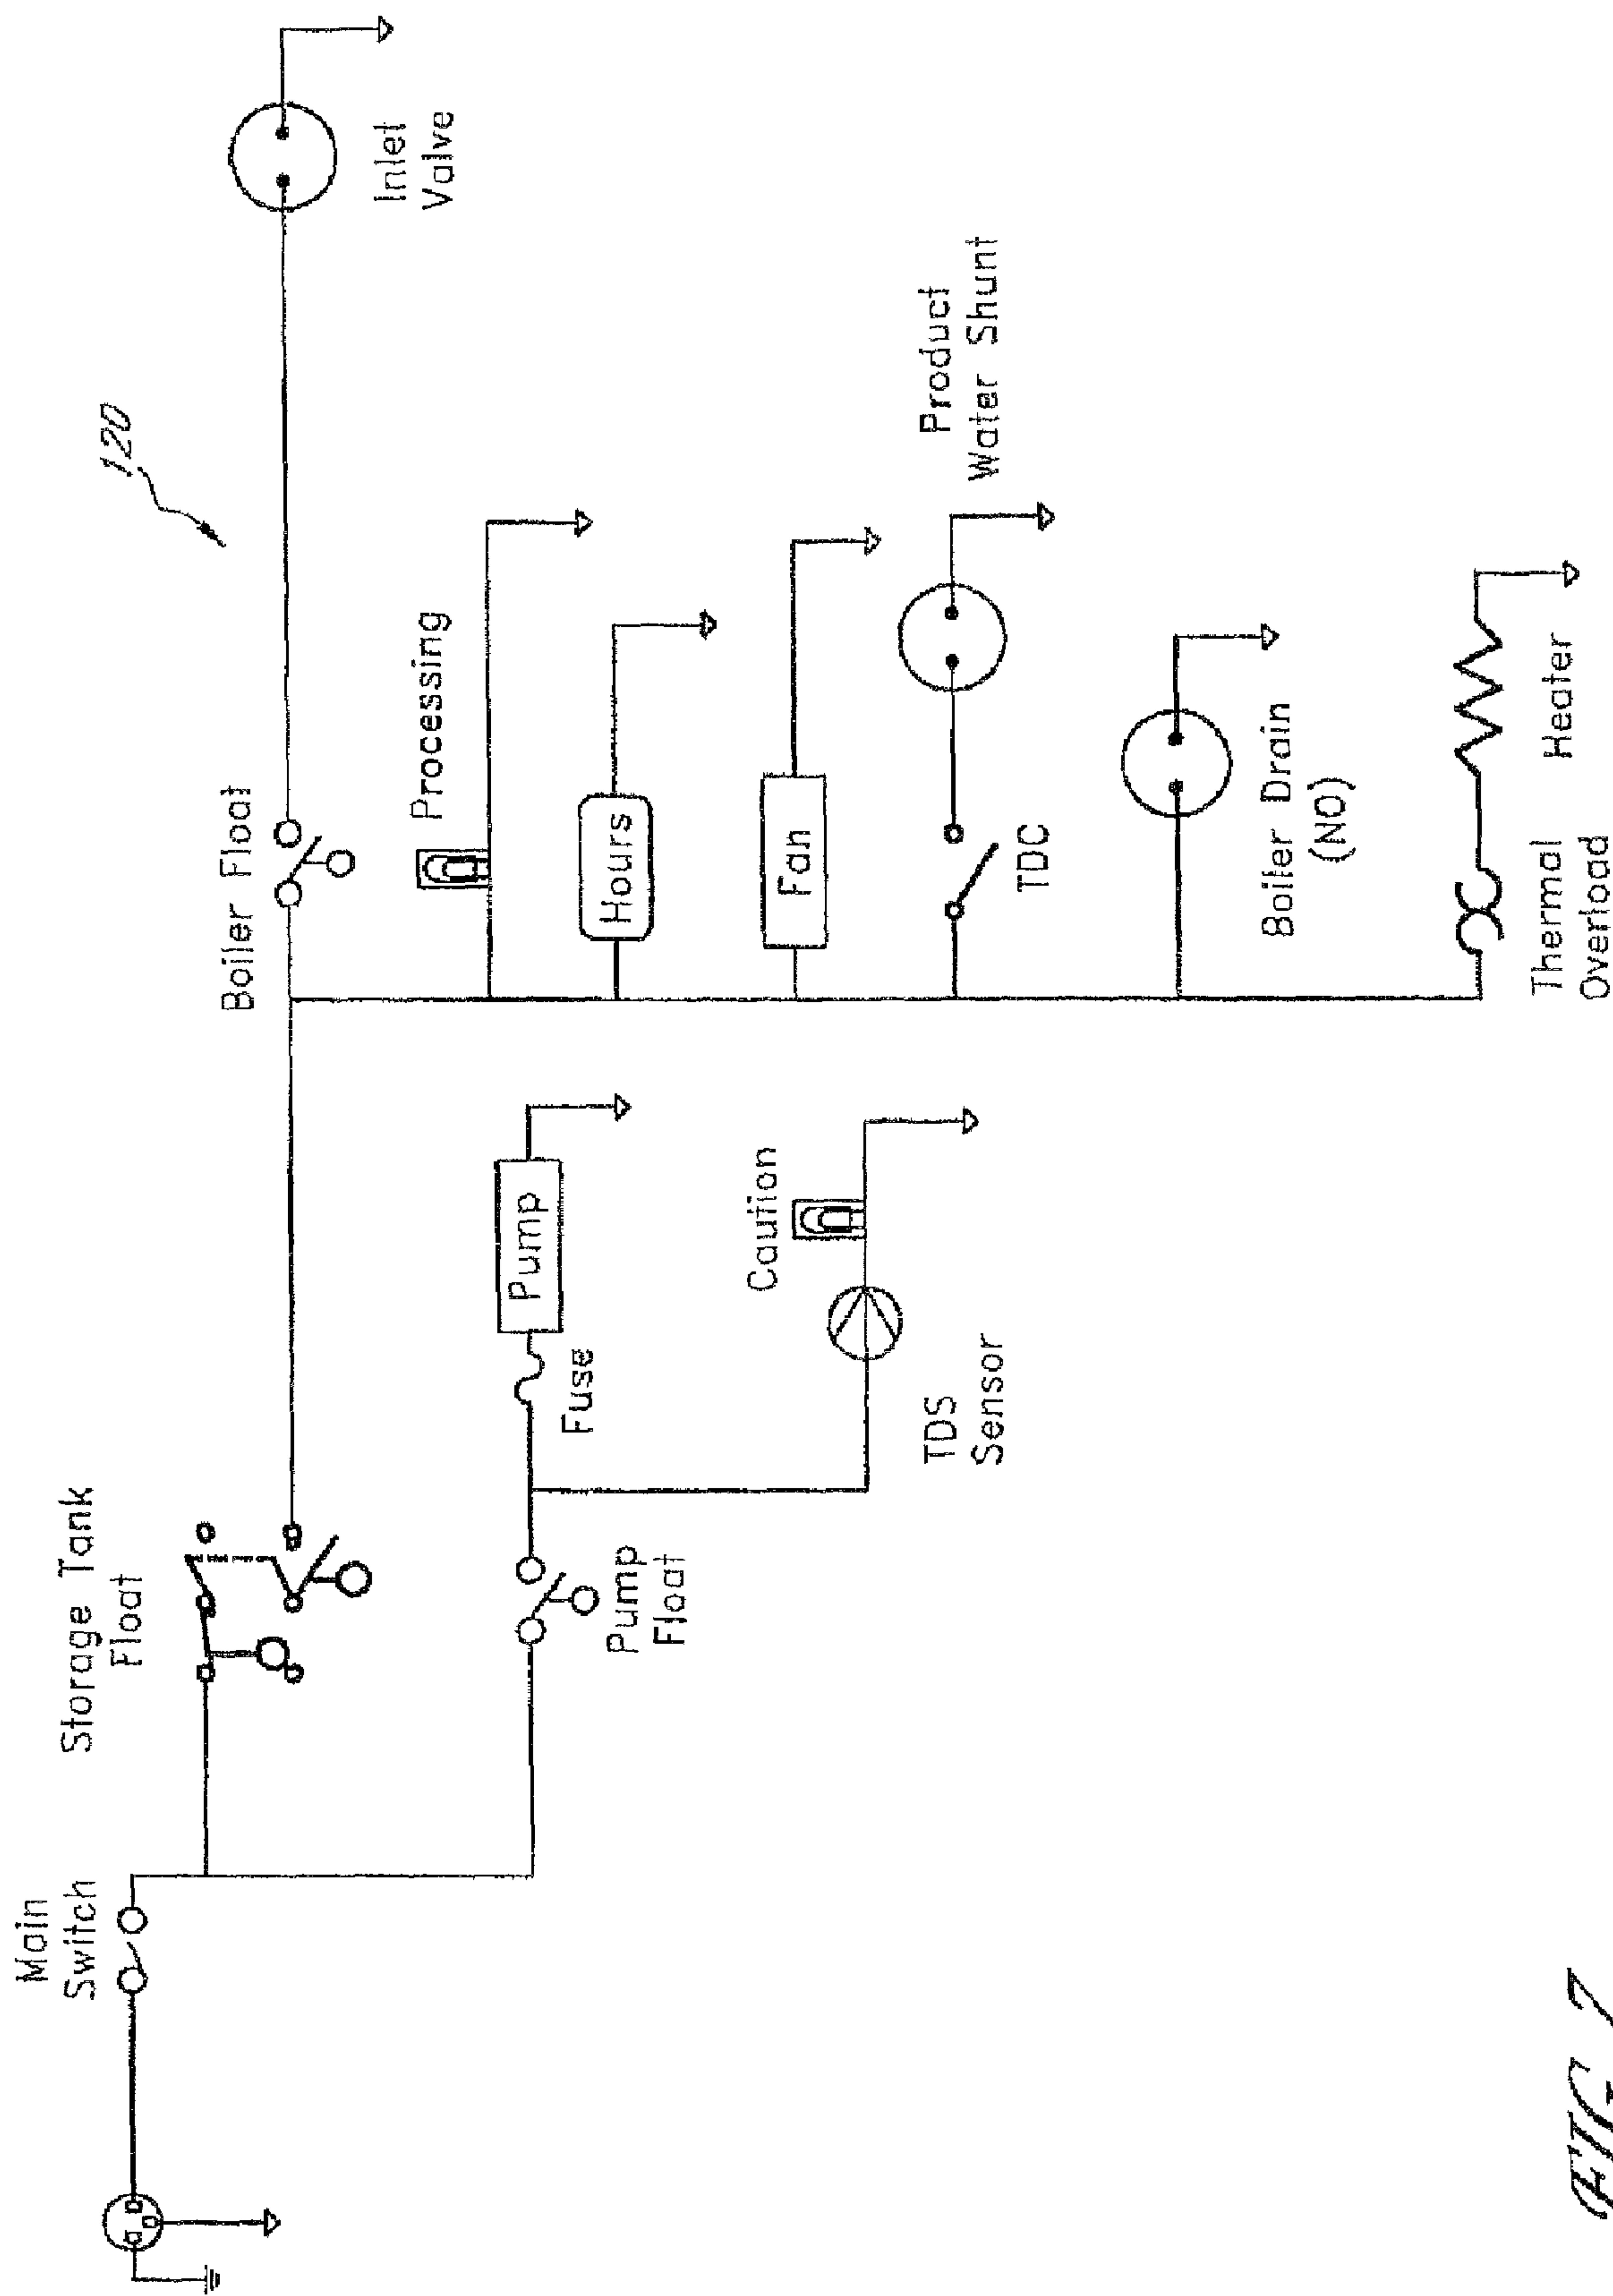 120
Main
Switch
Storage Tank
Float
Boiler Float
Inlet
Valve
Processing
Hours
Fan
Product
Water Shunt
TDC
Boiler Drain
(NO)
Heater
Thermal
Overload
Pump
Float
Fuse
Pump
Caution
TDS
Sensor
FIG. 7